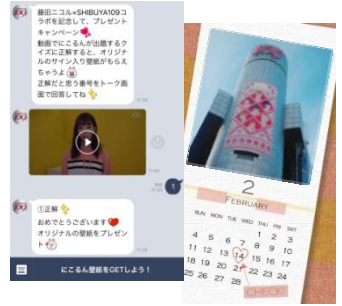 藤田ニコル×SHIBUYA109コ
ラボを記念して、プレゼント
キャンペーン
動画でにこるんが出題するク
イズに正解すると、オリジナ
ルのサイン入り壁紙がもらえ
ちゃうよ
正解だと思う番号をトーク画
面で回答してね
1
①正解
おめでとうございます
オリジナルの壁紙をプレゼン
ト
にこるん壁紙をGETしよう！
2
FEBRUARY
SUN MON TUE WED THU FRI SAT
1 2 3
4 5 6 7 8 9 10
11 12 13 14 15 16 17
18 19 20 21 22 23 24
25 26 27 28
CHECK!